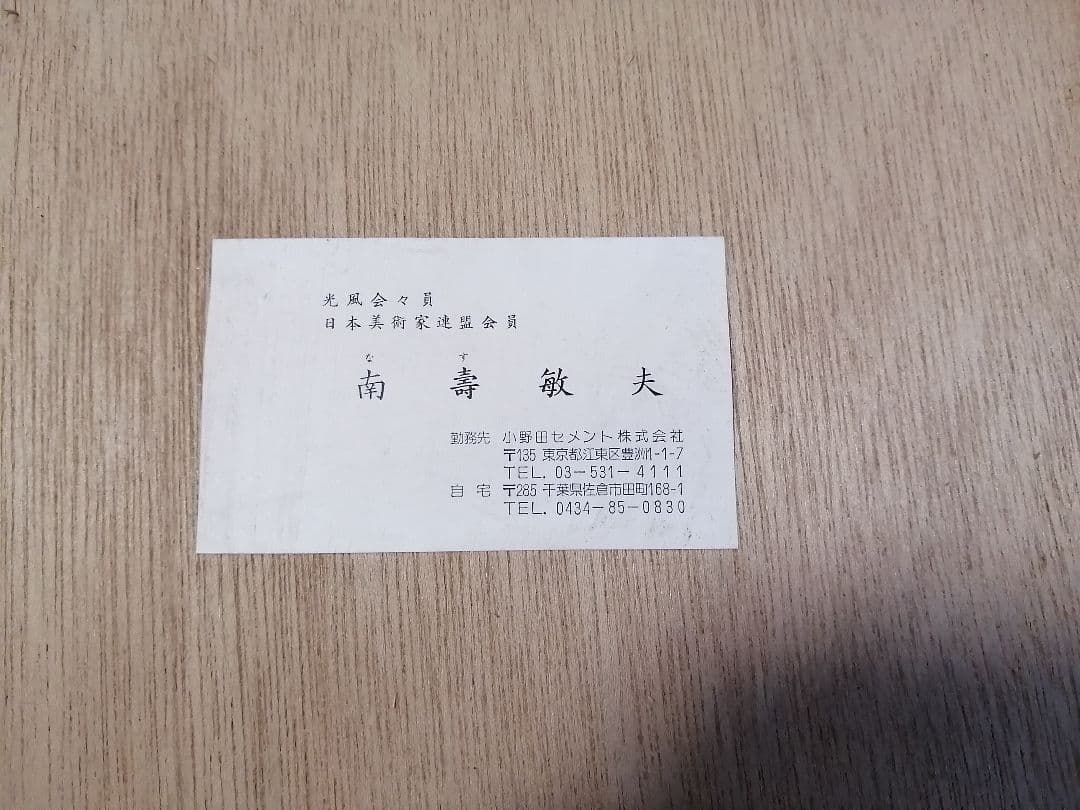 光風会々員
日本美術家連盟会員
な す
南 壽 敏 夫
勤務先 小野田セメント株式会社
〒135 東京都江東区豊洲1-1-7
TEL. 03-531-4111
自宅 〒285 千葉県佐倉市田町168-1
TEL. 0434-85-0830